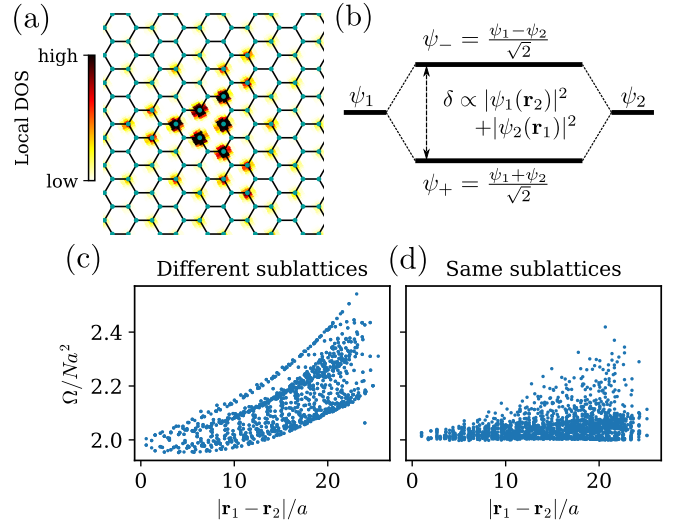 (a)
high
Local DOS
low
(b)
ψ₋ = (ψ₁−ψ₂)/√2
ψ₁
δ ∝ |ψ₁(𝐫₂)|²
+|ψ₂(𝐫₁)|²
ψ₂
ψ₊ = (ψ₁+ψ₂)/√2
(c)
Different sublattices
Ω/Na²
2.4
2.2
2.0
0
10
20
|𝐫₁ − 𝐫₂|/a
(d)
Same sublattices
0
10
20
|𝐫₁ − 𝐫₂|/a